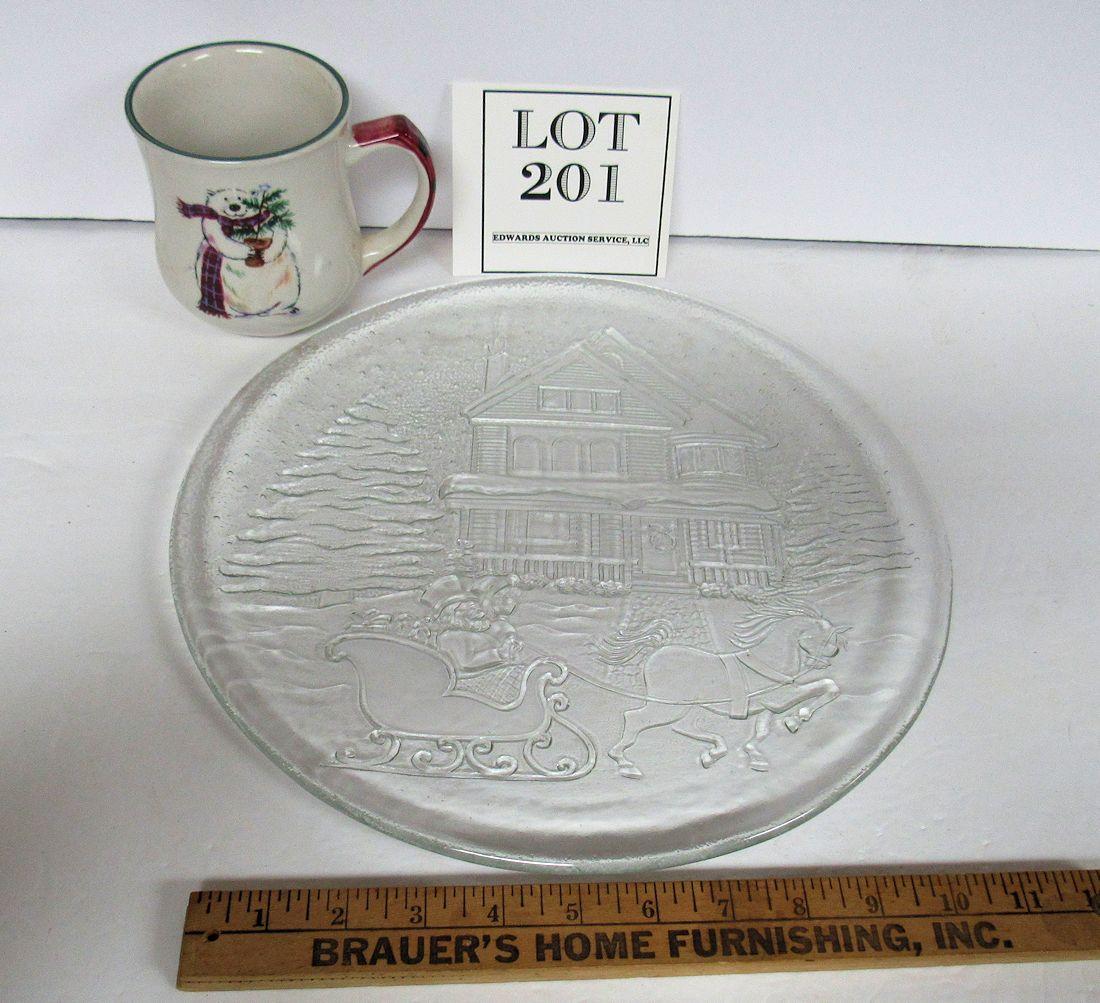 LOT
201
EDWARDS AUCTION SERVICE, LLC
1 2 3 4 5 6 7 8 9 10 11
BRAUER'S HOME FURNISHING, INC.